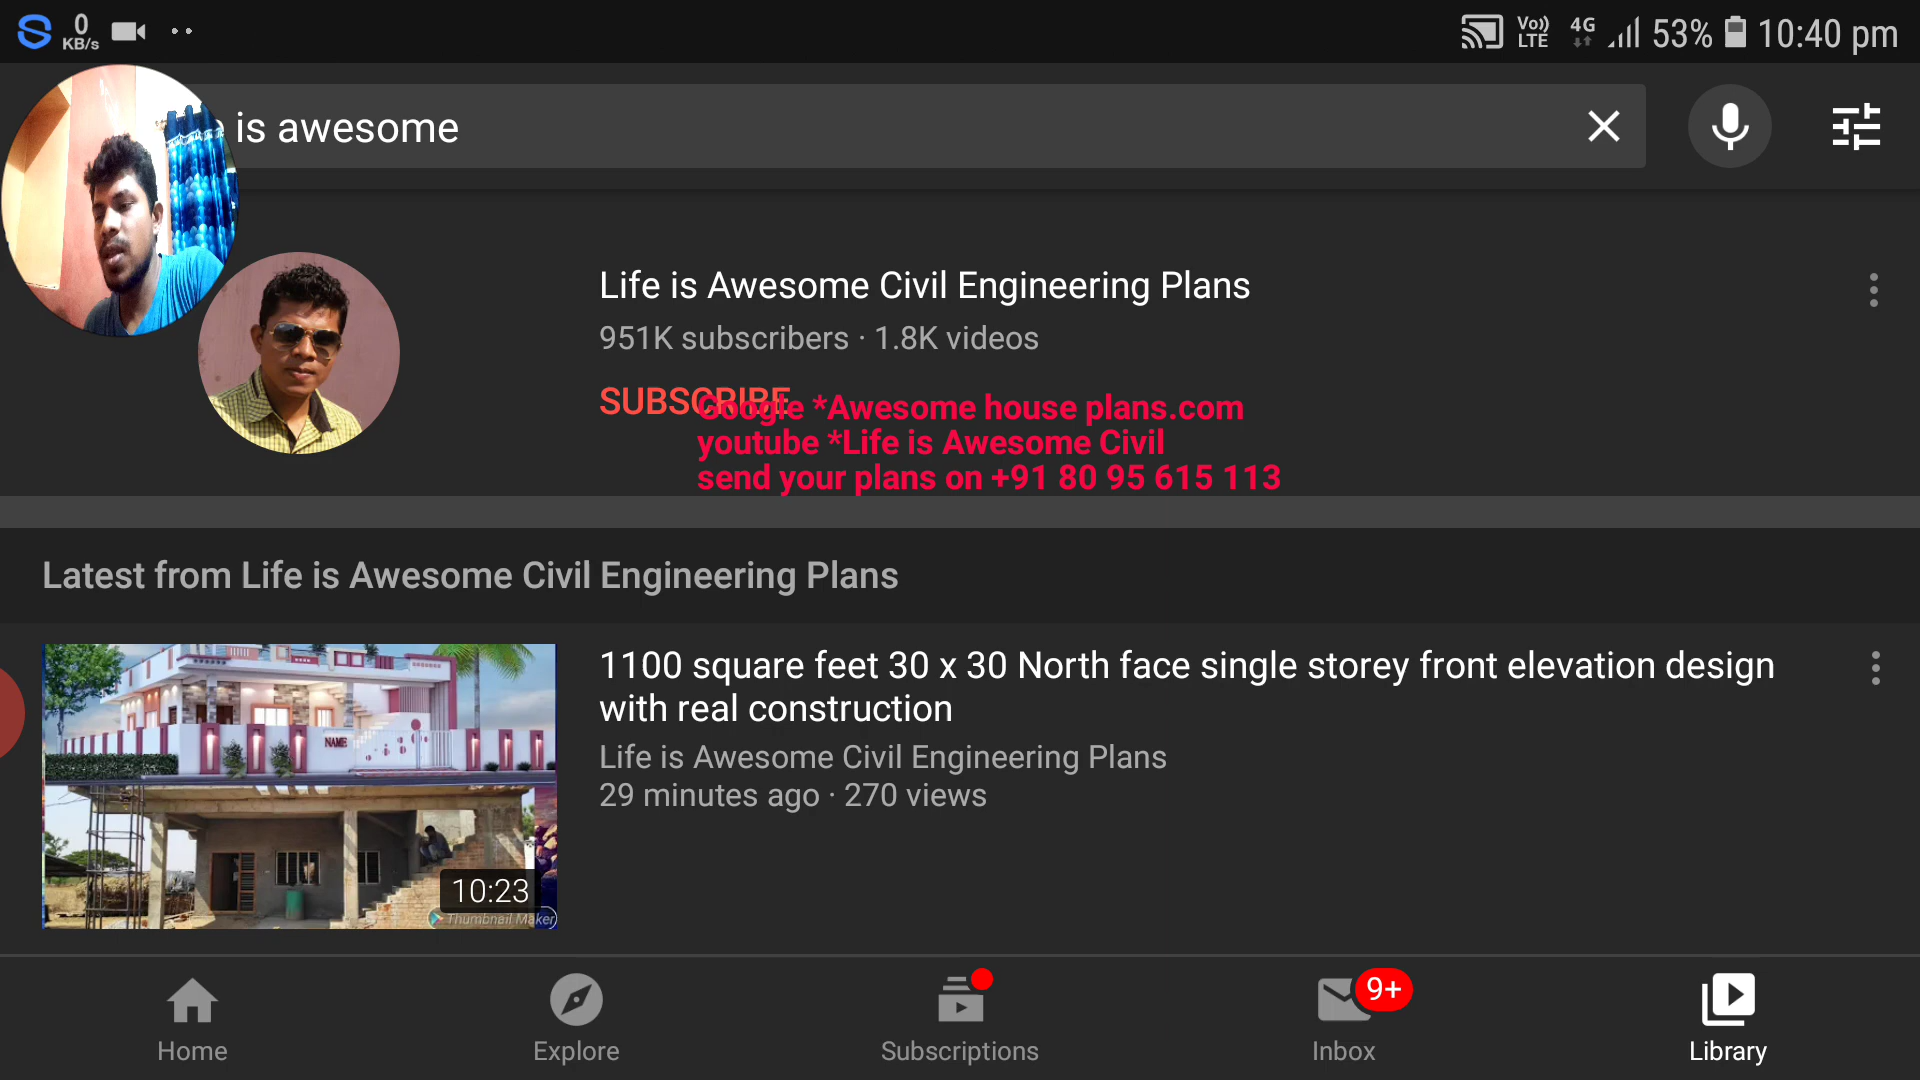 0
KB/s
Vo))
LTE
4G
53%
10:40 pm
is awesome
Life is Awesome Civil Engineering Plans
951K subscribers · 1.8K videos
SUBSCRIBE
Google *Awesome house plans.com
youtube *Life is Awesome Civil
send your plans on +91 80 95 615 113
Latest from Life is Awesome Civil Engineering Plans
1100 square feet 30 x 30 North face single storey front elevation design
with real construction
Life is Awesome Civil Engineering Plans
29 minutes ago · 270 views
NAME
10:23
Thumbnail Maker
Home
Explore
Subscriptions
9+
Inbox
Library